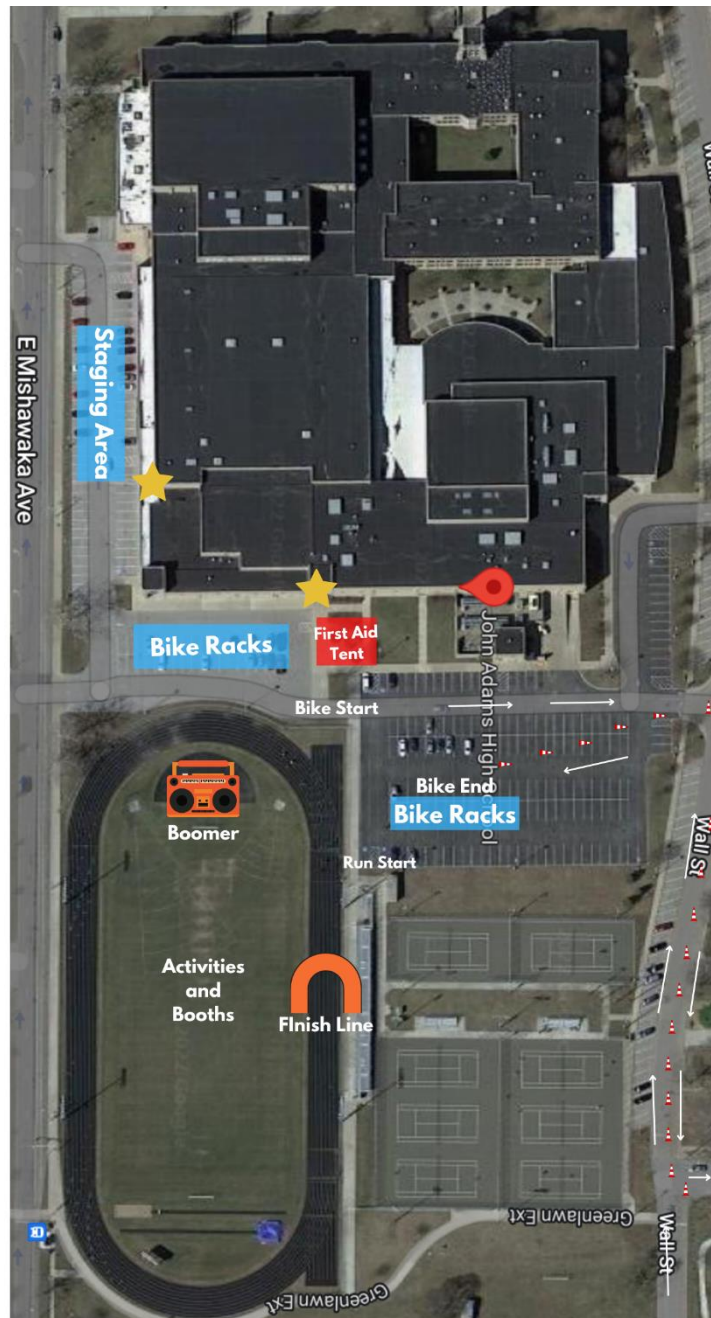 Wall
E Mishawaka Ave
Staging Area
Bike Racks
First Aid
Tent
John Adams High School
Bike Start
Bike End
Bike Racks
Wall St
Boomer
Run Start
Activities
and
Booths
FInish Line
Greenlawn Ext
Wall St
Greenlawn Ext